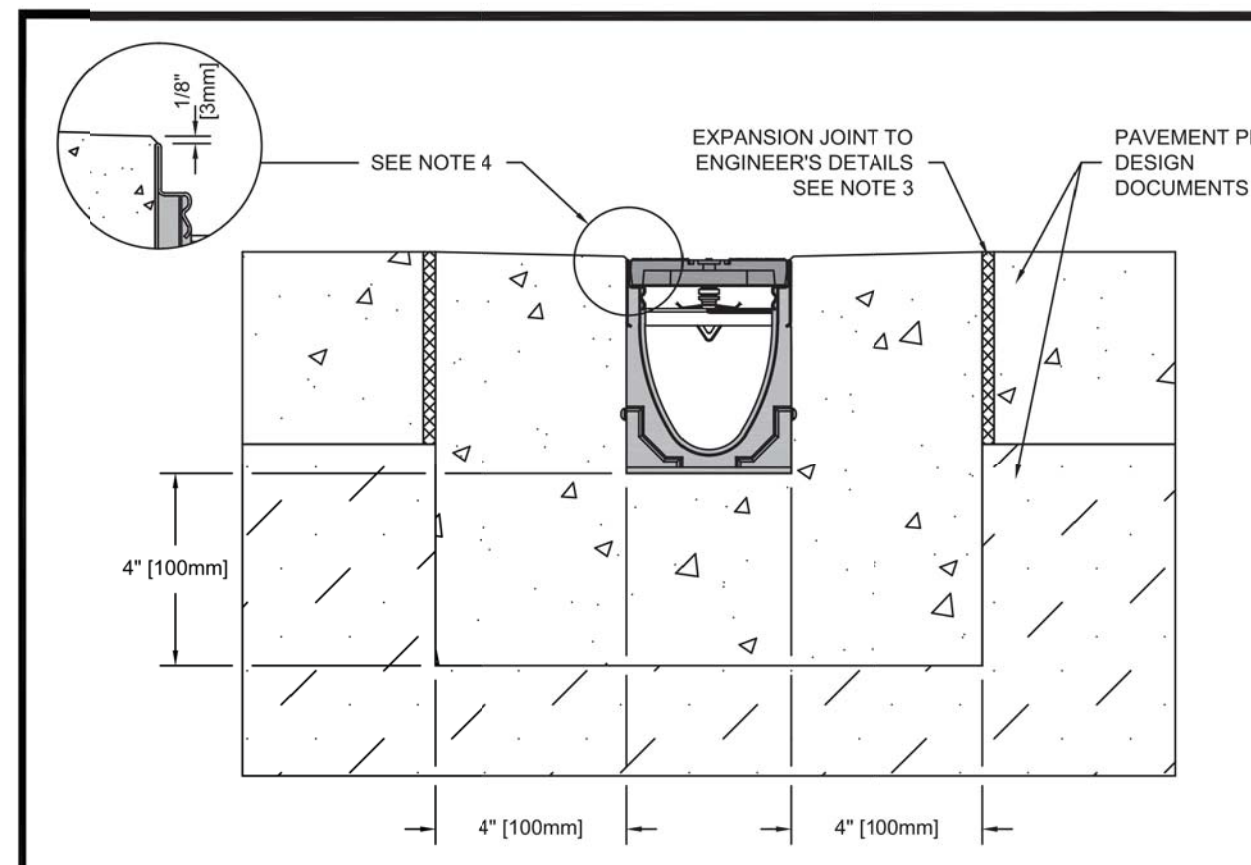 1/8"
[3mm]
SEE NOTE 4
EXPANSION JOINT TO
ENGINEER'S DETAILS
SEE NOTE 3
PAVEMENT
DESIGN
DOCUMENTS
4" [100mm]
4" [100mm]
4" [100mm]